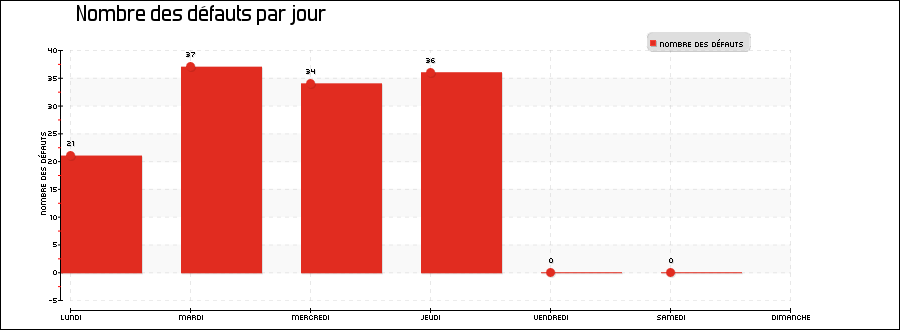 Nombre des défauts par jour
NOMBRE DES DÉFAUTS
NOMBRE DES DÉFAUTS
40
35
30
25
20
15
10
5
0
-5
21
37
34
36
0
0
LUNDI
MARDI
MERCREDI
JEUDI
VENDREDI
SAMEDI
DIMANCHE